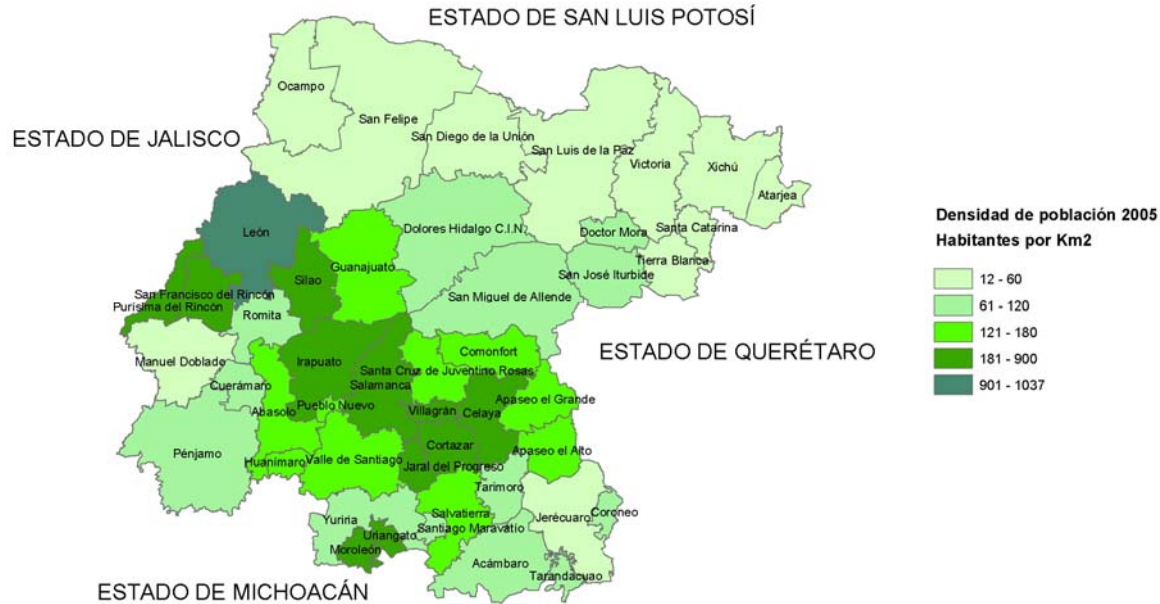 ESTADO DE SAN LUIS POTOSÍ
Ocampo
San Felipe
ESTADO DE JALISCO
San Diego de la Unión
San Luis de la Paz
Victoria
Xichú
Atarjea
León
Dolores Hidalgo C.I.N.
Doctor Mora
Santa Catarina
Guanajuato
Tierra Blanca
Silao
San José Iturbide
San Francisco del Rincón
San Miguel de Allende
Purísima del Rincón
Romita
Manuel Doblado
Irapuato
Comonfort
ESTADO DE QUERÉTARO
Santa Cruz de Juventino Rosas
Cuerámaro
Salamanca
Abasolo
Pueblo Nuevo
Villagrán
Celaya
Apaseo el Grande
Pénjamo
Huanimaro
Valle de Santiago
Cortazar
Apaseo el Alto
Jaral del Progreso
Tarimoro
Yuriria
Salvatierra
Jerécuaro
Coroneo
Uriangato
Santiago Maravatío
Moroleón
Acámbaro
Tarandacuao
ESTADO DE MICHOACÁN
Densidad de población 2005
Habitantes por Km2
12 - 60
61 - 120
121 - 180
181 - 900
901 - 1037